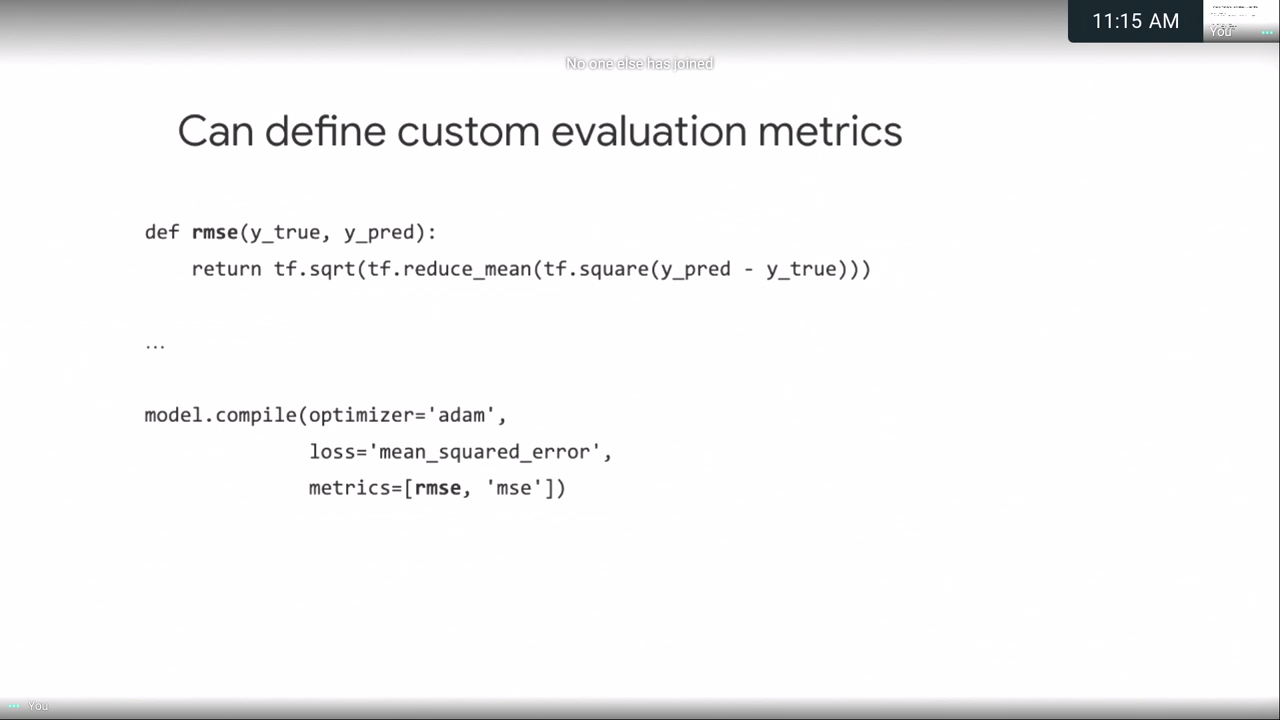 11:15 AM
You
No one else has joined
Can define custom evaluation metrics
def rmse(y_true, y_pred):
    return tf.sqrt(tf.reduce_mean(tf.square(y_pred - y_true)))
...
model.compile(optimizer='adam',
              loss='mean_squared_error',
              metrics=[rmse, 'mse'])
You